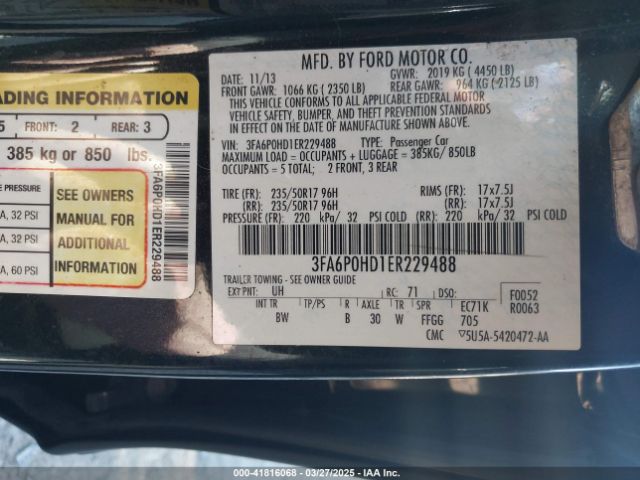 ADING INFORMATION
5 FRONT: 2 REAR: 3
385 kg or 850 lbs.
PRESSURE
A, 32 PSI
A, 32 PSI
A, 60 PSI
SEE OWNERS
MANUAL FOR
ADDITIONAL
INFORMATION
3FA6P0HD1ER229488
MFD. BY FORD MOTOR CO.
DATE: 11/13 GVWR: 2019 KG ( 4450 LB)
FRONT GAWR: 1066 KG ( 2350 LB) REAR GAWR: 964 KG ( 2125 LB)
THIS VEHICLE CONFORMS TO ALL APPLICABLE FEDERAL MOTOR
VEHICLE SAFETY, BUMPER, AND THEFT PREVENTION STANDARDS
IN EFFECT ON THE DATE OF MANUFACTURE SHOWN ABOVE.
VIN: 3FA6P0HD1ER229488 TYPE: Passenger Car
MAXIMUM LOAD = OCCUPANTS + LUGGAGE = 385KG/ 850LB
OCCUPANTS = 5 TOTAL; 2 FRONT, 3 REAR
TIRE (FR): 235/50R17 96H RIMS (FR): 17x7.5J
(RR): 235/50R17 96H (RR): 17x7.5J
PRESSURE (FR): 220 kPa/ 32 PSI COLD (RR): 220 kPa/ 32 PSI COLD
3FA6P0HD1ER229488
TRAILER TOWING - SEE OWNER GUIDE
EXT PNT: UH RC: 71 DSO: F0052
INT TR TP/PS R AXLE TR SPR EC71K R0063
BW B 30 W FFGG 705
CMC ▽5U5A-5420472-AA
© COPART - 41816068 - 03/27/2025 - IAA Inc.